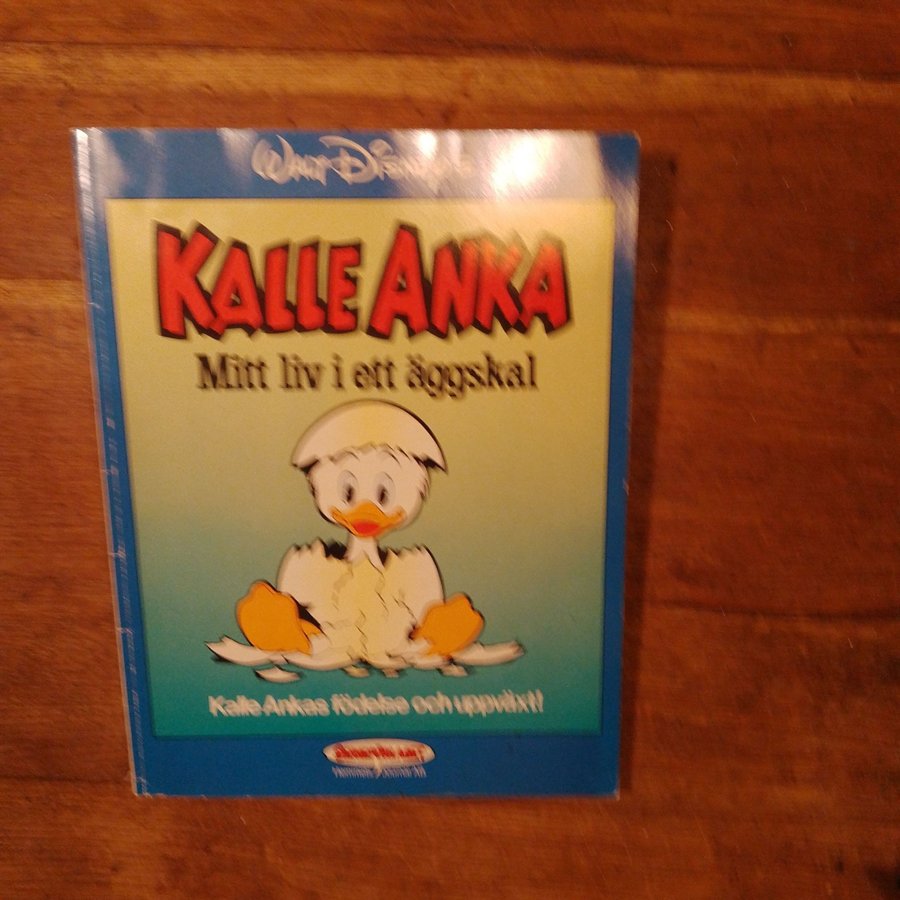 Walt Disney's
KALLE ANKA
Mitt liv i ett äggskal
Kalle Ankas födelse och uppväxt!